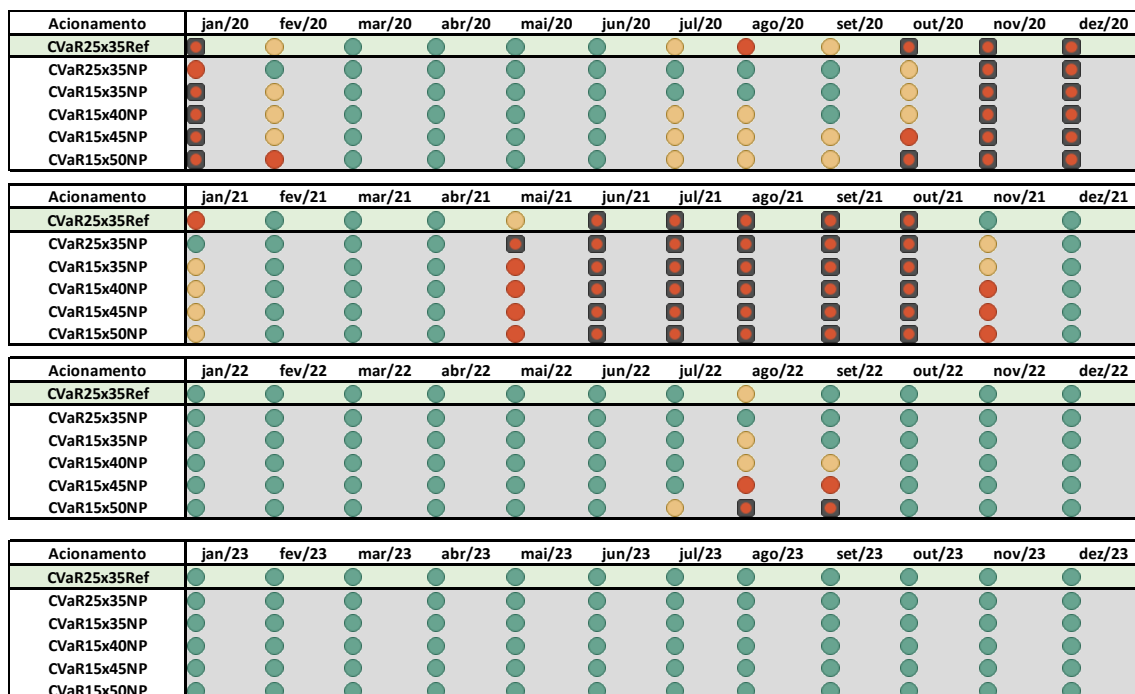 Acionamento jan/20 fev/20 mar/20 abr/20 mai/20 jun/20 jul/20 ago/20 set/20 out/20 nov/20 dez/20
CVaR25x35Ref
CVaR25x35NP
CVaR15x35NP
CVaR15x40NP
CVaR15x45NP
CVaR15x50NP
Acionamento jan/21 fev/21 mar/21 abr/21 mai/21 jun/21 jul/21 ago/21 set/21 out/21 nov/21 dez/21
CVaR25x35Ref
CVaR25x35NP
CVaR15x35NP
CVaR15x40NP
CVaR15x45NP
CVaR15x50NP
Acionamento jan/22 fev/22 mar/22 abr/22 mai/22 jun/22 jul/22 ago/22 set/22 out/22 nov/22 dez/22
CVaR25x35Ref
CVaR25x35NP
CVaR15x35NP
CVaR15x40NP
CVaR15x45NP
CVaR15x50NP
Acionamento jan/23 fev/23 mar/23 abr/23 mai/23 jun/23 jul/23 ago/23 set/23 out/23 nov/23 dez/23
CVaR25x35Ref
CVaR25x35NP
CVaR15x35NP
CVaR15x40NP
CVaR15x45NP
CVaR15x50NP